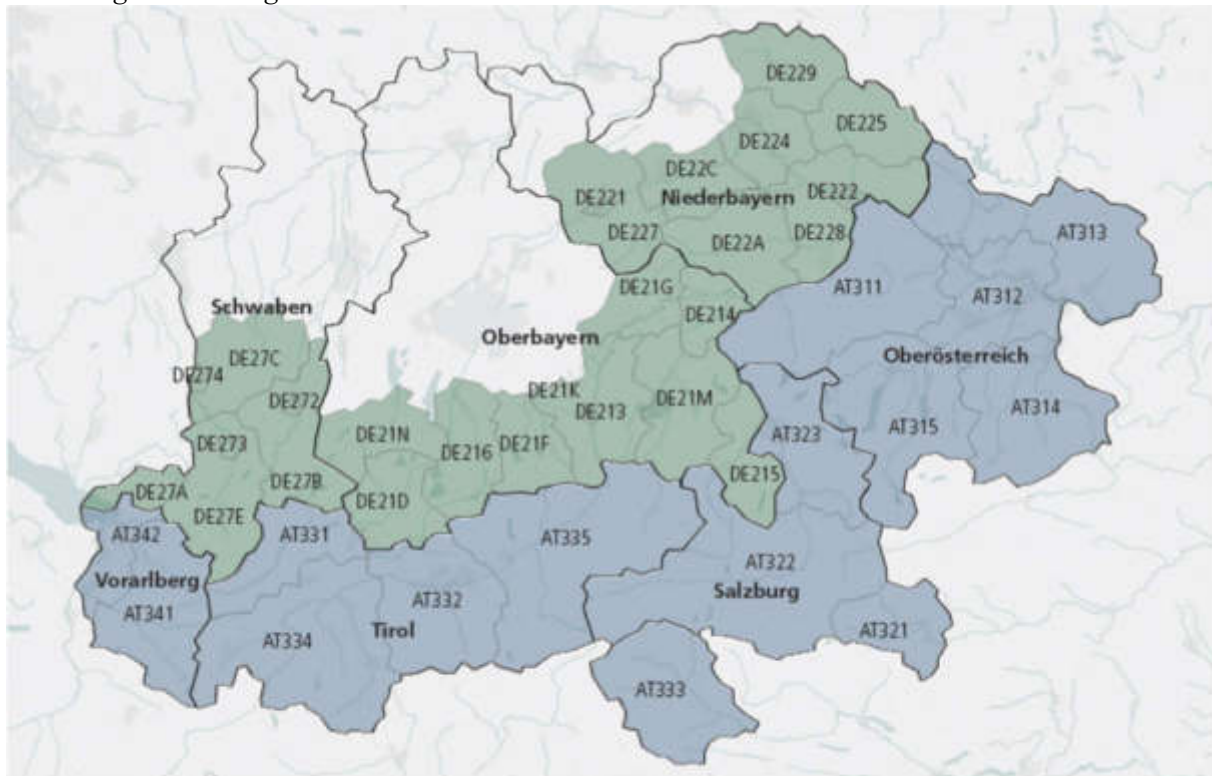 DE229
DE225
DE224
DE22C
Niederbayern
DE221
DE222
DE227
DE22A
DE228
AT313
DE21G
AT311
AT312
DE214
Schwaben
Oberbayern
Oberösterreich
DE27C
DE274
DE21K
DE272
DE213
DE21M
AT314
DE21N
AT323
AT315
DE273
DE216
DE21F
DE215
DE27B
DE27A
DE21D
DE27E
AT342
AT331
AT335
AT322
Vorarlberg
Salzburg
AT332
AT341
Tirol
AT321
AT334
AT333